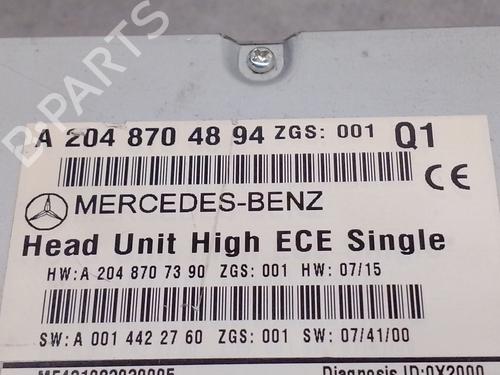 B-PARTS
A 204 870 48 94 ZGS: 001 Q1
MERCEDES-BENZ CE
Head Unit High ECE Single
HW:A 204 870 73 90 ZGS: 001 HW: 07/15
SW:A 001 442 27 60 ZGS: 001 SW: 07/41/00
Diagnosis ID:0X2000